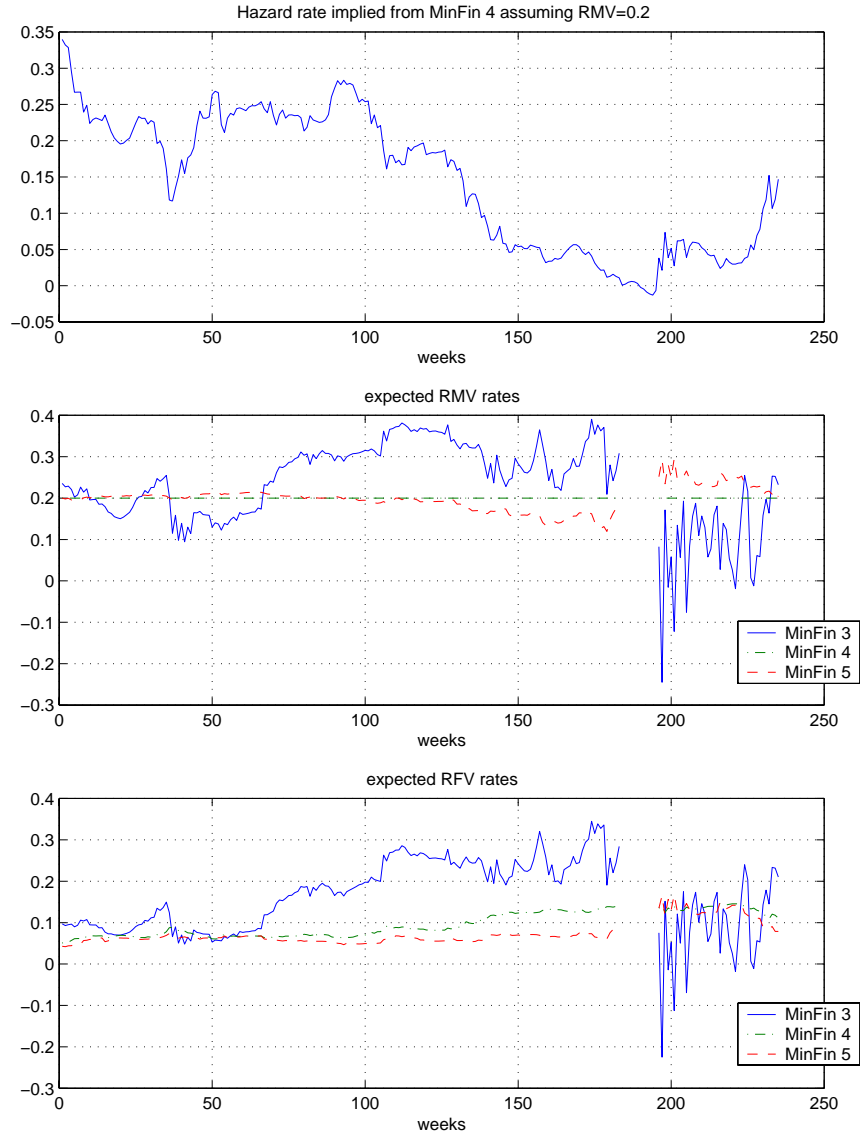 Hazard rate implied from MinFin 4 assuming RMV=0.2
0.35
0.3
0.25
0.2
0.15
0.1
0.05
0
−0.05
0 50 100 150 200 250
weeks
expected RMV rates
0.4
0.3
0.2
0.1
0
−0.1
−0.2
−0.3
MinFin 3
MinFin 4
MinFin 5
0 50 100 150 200 250
weeks
expected RFV rates
0.4
0.3
0.2
0.1
0
−0.1
−0.2
−0.3
MinFin 3
MinFin 4
MinFin 5
0 50 100 150 200 250
weeks